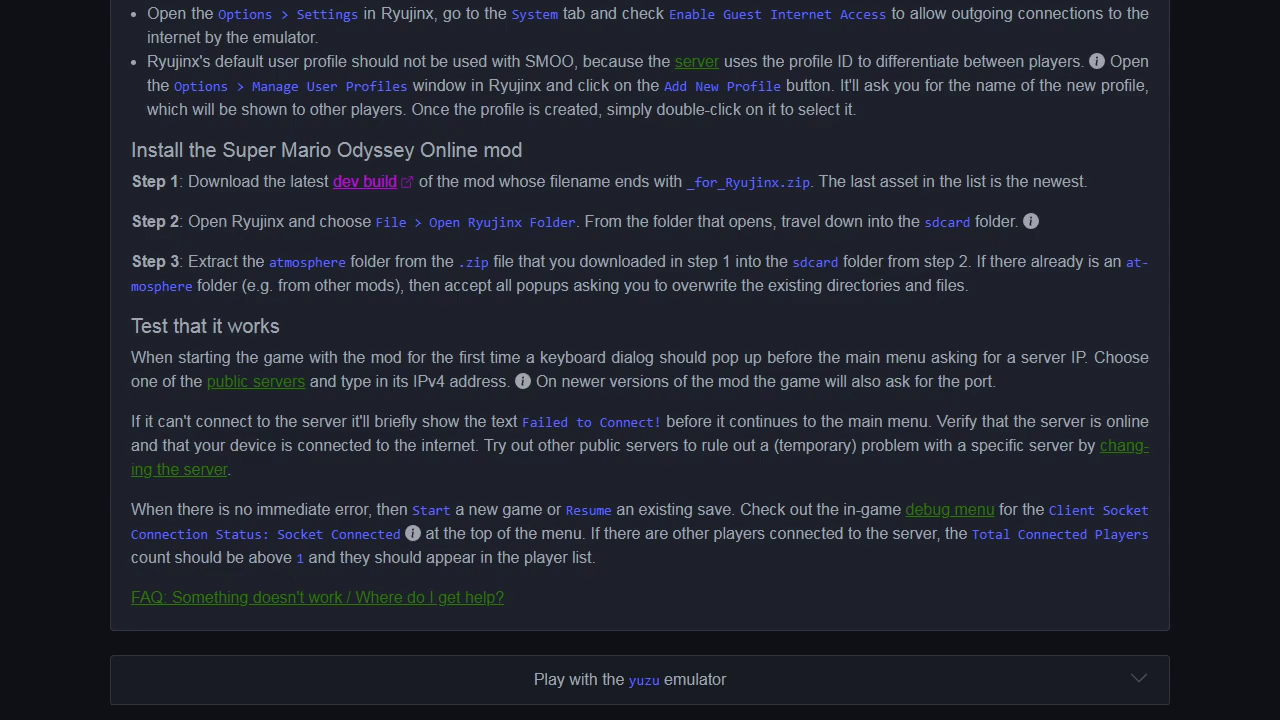 Open the Options > Settings in Ryujinx, go to the System tab and check Enable Guest Internet Access to allow outgoing connections to the
internet by the emulator.
Ryujinx's default user profile should not be used with SMOO, because the server uses the profile ID to differentiate between players. Open
the Options > Manage User Profiles window in Ryujinx and click on the Add New Profile button. It'll ask you for the name of the new profile,
which will be shown to other players. Once the profile is created, simply double-click on it to select it.
Install the Super Mario Odyssey Online mod
Step 1: Download the latest dev build of the mod whose filename ends with _for_Ryujinx.zip. The last asset in the list is the newest.
Step 2: Open Ryujinx and choose File > Open Ryujinx Folder. From the folder that opens, travel down into the sdcard folder.
Step 3: Extract the atmosphere folder from the .zip file that you downloaded in step 1 into the sdcard folder from step 2. If there already is an at-
mosphere folder (e.g. from other mods), then accept all popups asking you to overwrite the existing directories and files.
Test that it works
When starting the game with the mod for the first time a keyboard dialog should pop up before the main menu asking for a server IP. Choose
one of the public servers and type in its IPv4 address. On newer versions of the mod the game will also ask for the port.
If it can't connect to the server it'll briefly show the text Failed to Connect! before it continues to the main menu. Verify that the server is online
and that your device is connected to the internet. Try out other public servers to rule out a (temporary) problem with a specific server by chang-
ing the server.
When there is no immediate error, then Start a new game or Resume an existing save. Check out the in-game debug menu for the Client Socket
Connection Status: Socket Connected at the top of the menu. If there are other players connected to the server, the Total Connected Players
count should be above 1 and they should appear in the player list.
FAQ: Something doesn't work / Where do I get help?
Play with the yuzu emulator